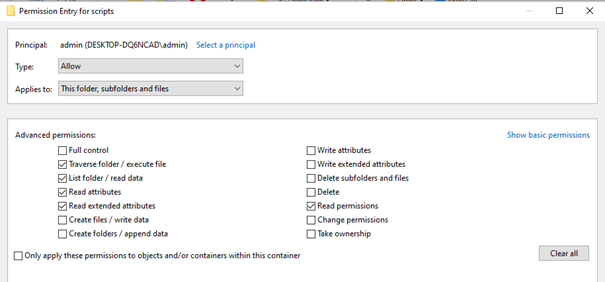 Permission Entry for scripts
Principal: admin (DESKTOP-DQ6NCAD\admin) Select a principal
Type: Allow
Applies to: This folder, subfolders and files
Advanced permissions: Show basic permissions
Full control Write attributes
Traverse folder / execute file Write extended attributes
List folder / read data Delete subfolders and files
Read attributes Delete
Read extended attributes Read permissions
Create files / write data Change permissions
Create folders / append data Take ownership
Only apply these permissions to objects and/or containers within this container Clear all